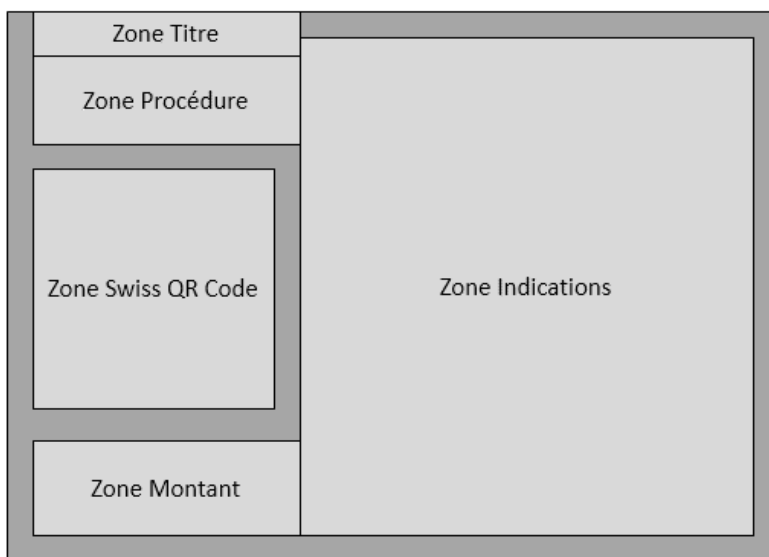 Zone Titre
Zone Procédure
Zone Swiss QR Code
Zone Indications
Zone Montant